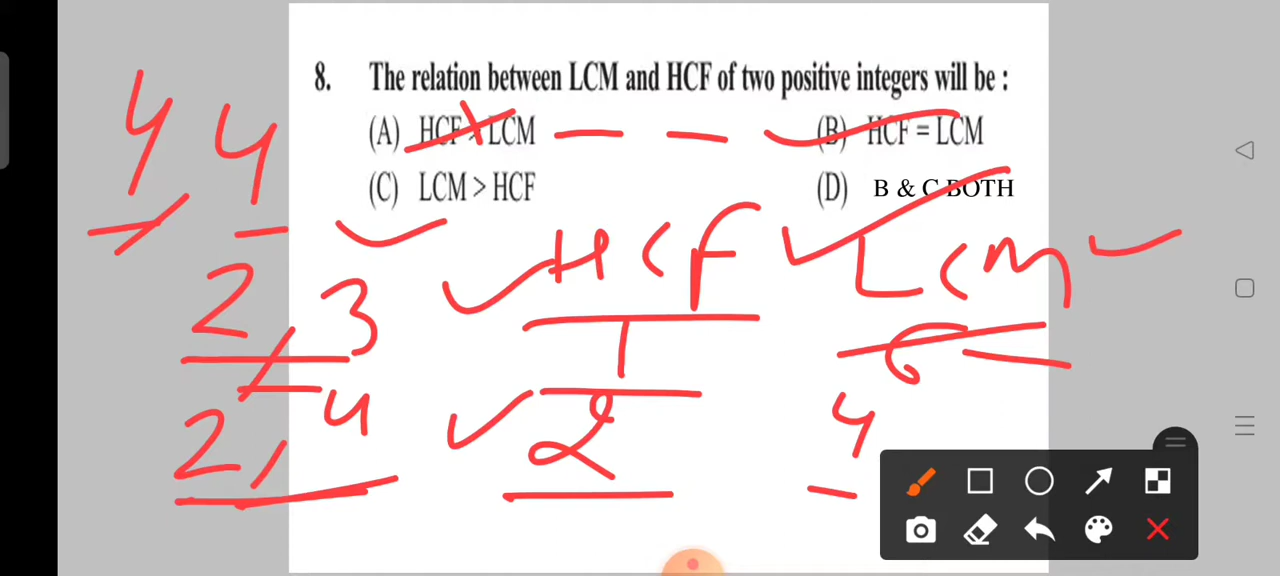 8. The relation between LCM and HCF of two positive integers will be :
(A) HCF > LCM (B) HCF = LCM
(C) LCM > HCF (D) B & C BOTH
4, 4
HCF LCM
2, 3 1 6
2, 4 2 4